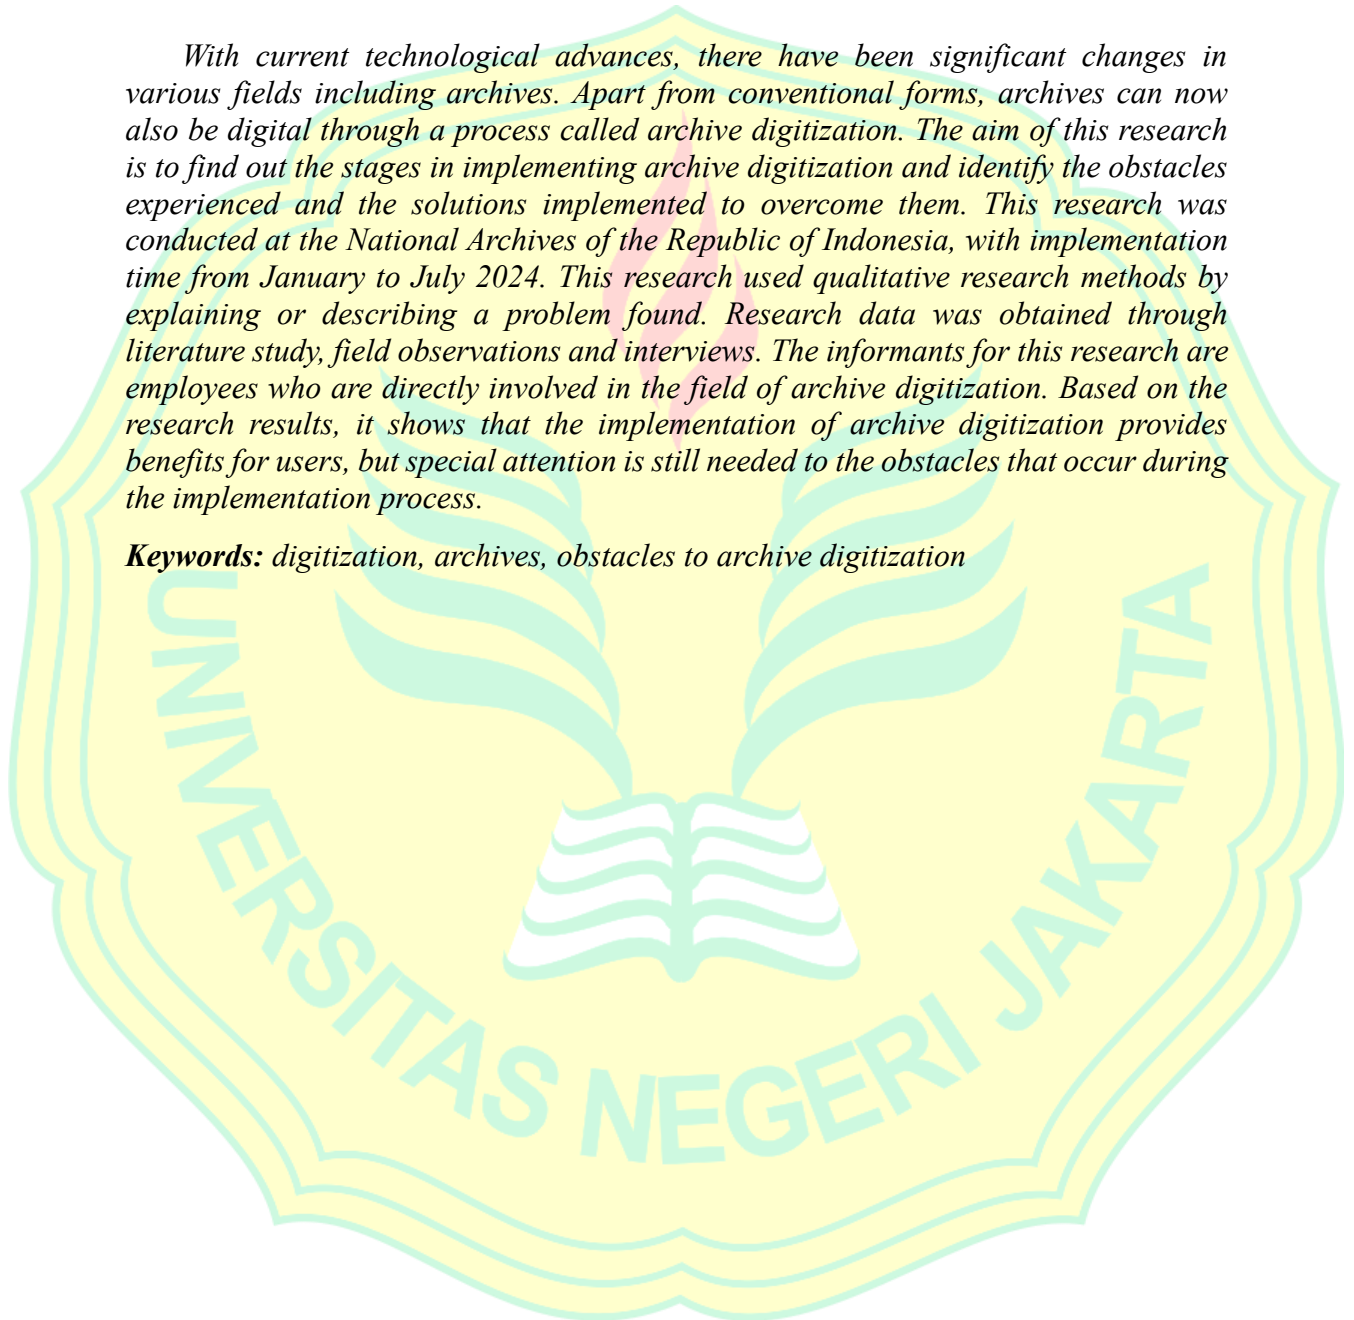 With current technological advances, there have been significant changes in
various fields including archives. Apart from conventional forms, archives can now
also be digital through a process called archive digitization. The aim of this research
is to find out the stages in implementing archive digitization and identify the obstacles
experienced and the solutions implemented to overcome them. This research was
conducted at the National Archives of the Republic of Indonesia, with implementation
time from January to July 2024. This research used qualitative research methods by
explaining or describing a problem found. Research data was obtained through
literature study, field observations and interviews. The informants for this research are
employees who are directly involved in the field of archive digitization. Based on the
research results, it shows that the implementation of archive digitization provides
benefits for users, but special attention is still needed to the obstacles that occur during
the implementation process.
Keywords: digitization, archives, obstacles to archive digitization
UNIVERSITAS NEGERI JAKARTA